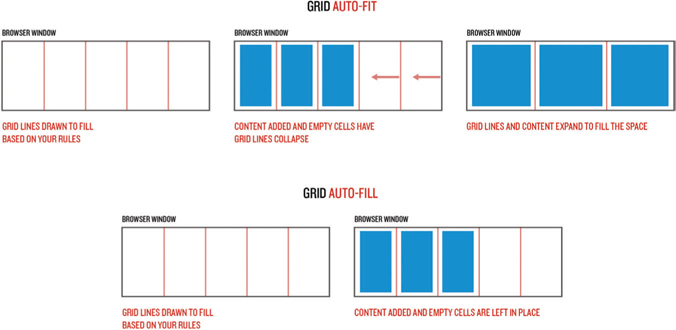 GRID AUTO-FIT
BROWSER WINDOW
BROWSER WINDOW
BROWSER WINDOW
GRID LINES DRAWN TO FILL
BASED ON YOUR RULES
CONTENT ADDED AND EMPTY CELLS HAVE
GRID LINES COLLAPSE
GRID LINES AND CONTENT EXPAND TO FILL THE SPACE
GRID AUTO-FILL
BROWSER WINDOW
BROWSER WINDOW
GRID LINES DRAWN TO FILL
BASED ON YOUR RULES
CONTENT ADDED AND EMPTY CELLS ARE LEFT IN PLACE